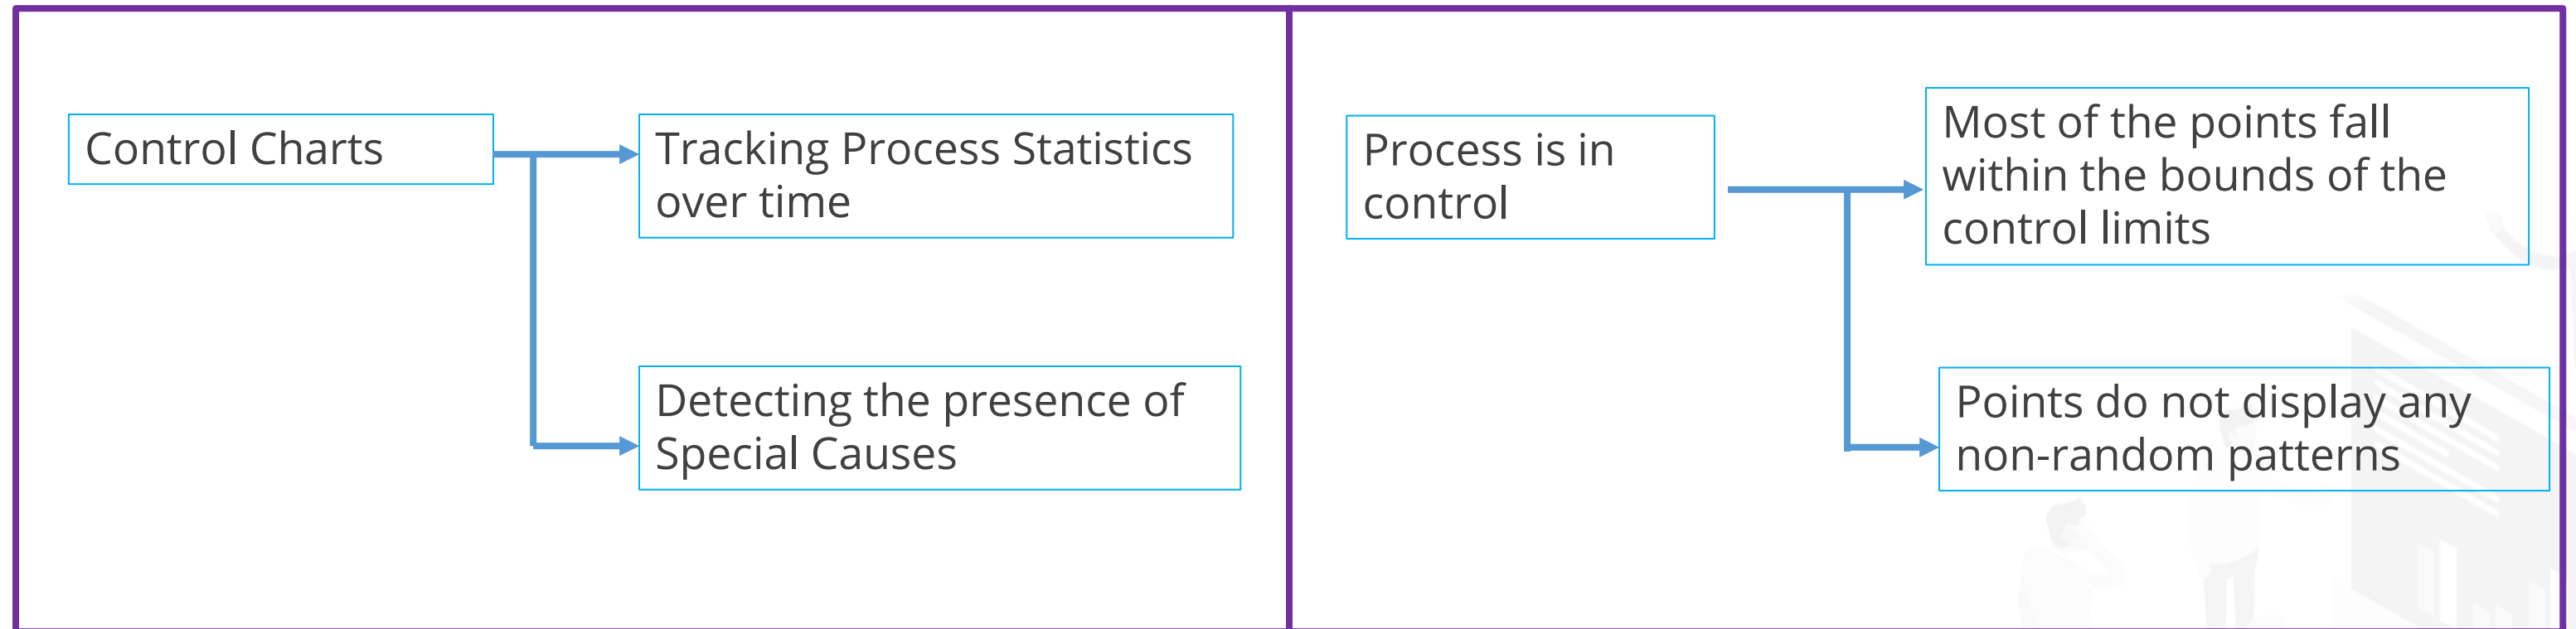 Control Charts
Tracking Process Statistics
over time
Detecting the presence of
Special Causes
Process is in
control
Most of the points fall
within the bounds of the
control limits
Points do not display any
non-random patterns